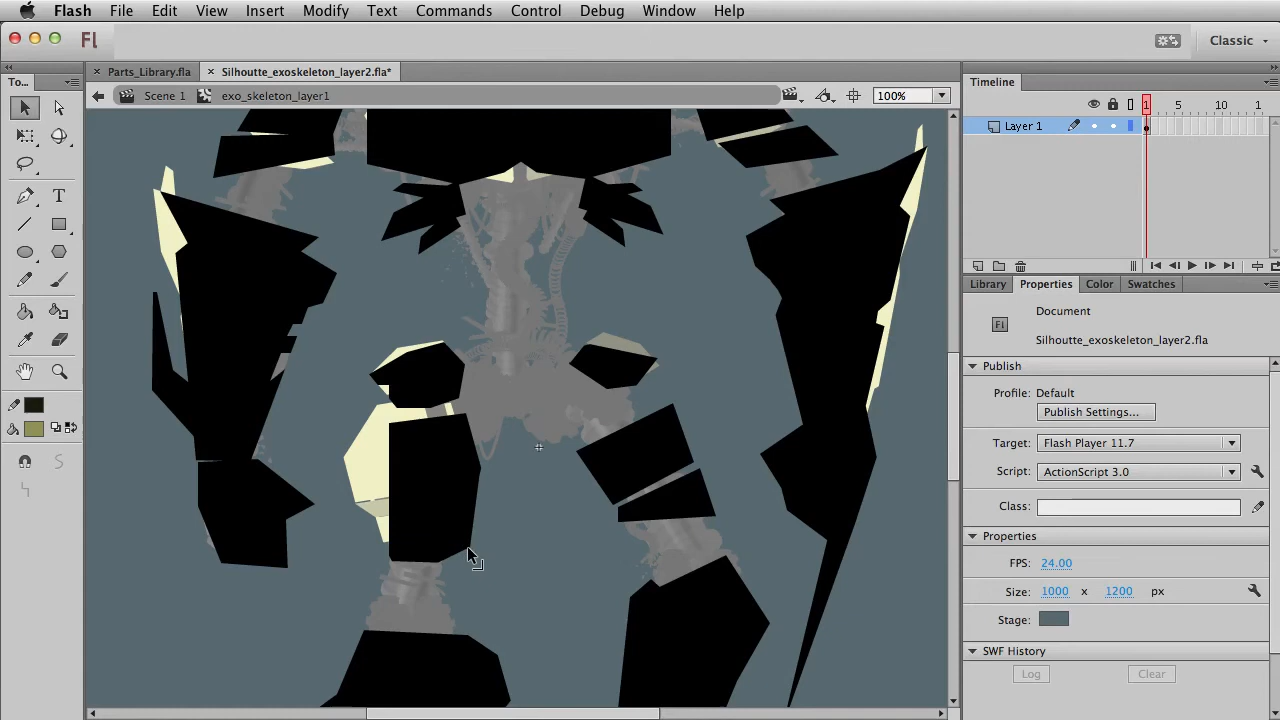 Flash File Edit View Insert Modify Text Commands Control Debug Window Help
Fl Classic
To... Parts_Library.fla Silhoutte_exoskeleton_layer2.fla* Timeline
Scene 1 exo_skeleton_layer1 100%
1 5 10 1
Layer 1
T
Library Properties Color Swatches
Document
Fl
Silhoutte_exoskeleton_layer2.fla
Publish
Profile: Default
Publish Settings...
Target: Flash Player 11.7
Script: ActionScript 3.0
Class:
Properties
FPS: 24.00
Size: 1000 x 1200 px
Stage:
SWF History
Log Clear